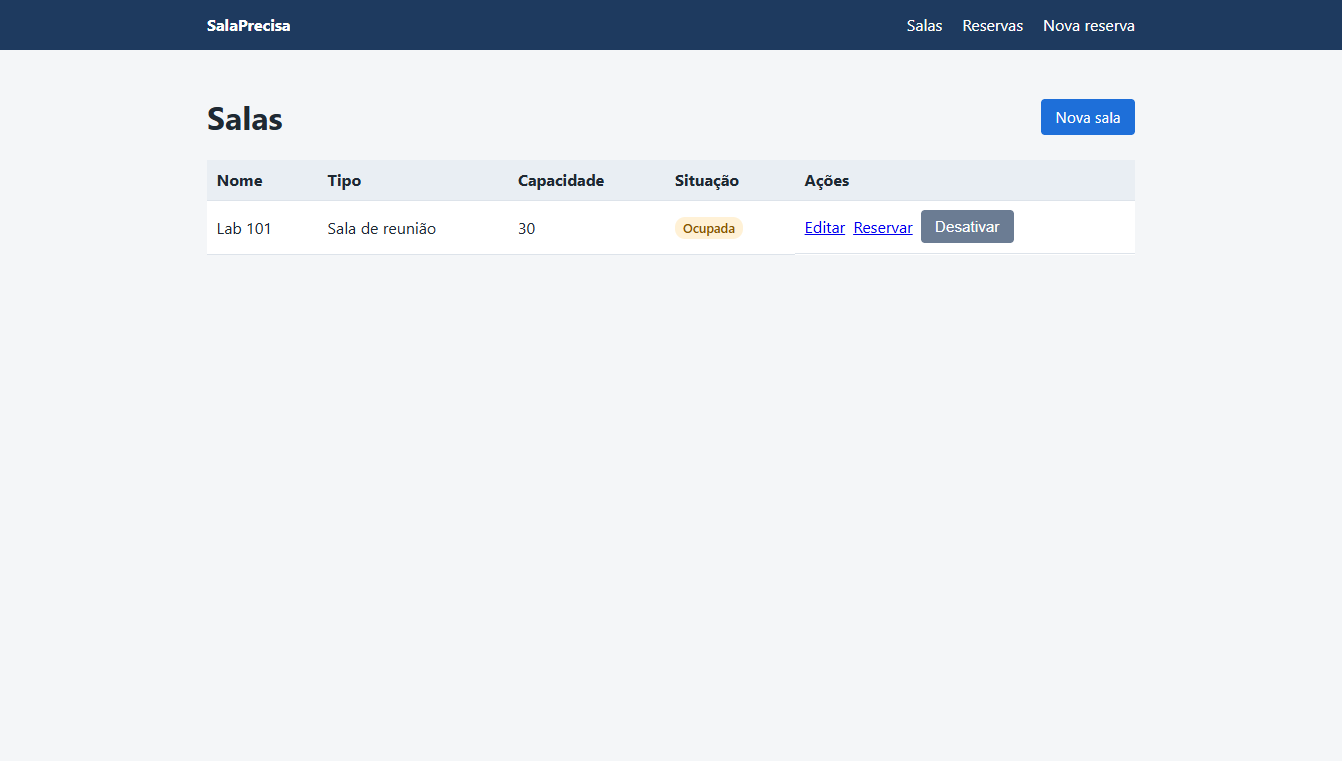 SalaPrecisa Salas Reservas Nova reserva
Salas Nova sala
Nome Tipo Capacidade Situação Ações
Lab 101 Sala de reunião 30 Ocupada Editar Reservar Desativar